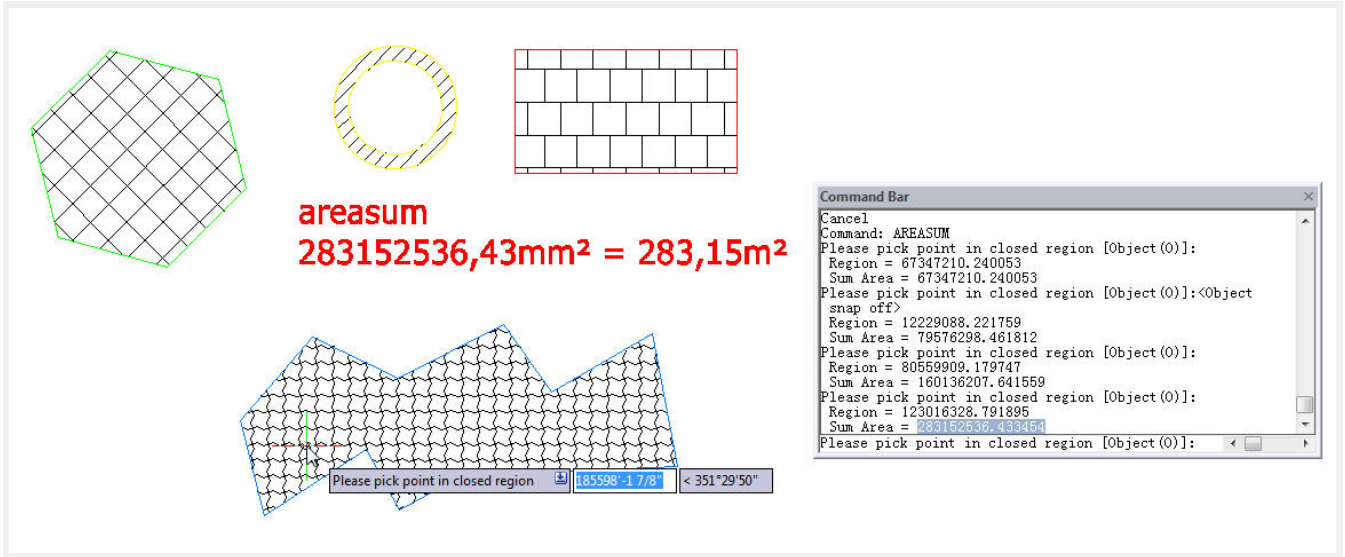 areasum
283152536,43mm² = 283,15m²
Command Bar
Cancel
Command: AREASUM
Please pick point in closed region [Object(O)]:
Region = 67347210.240053
Sum Area = 67347210.240053
Please pick point in closed region [Object(O)]:<Object
snap off>
Region = 12229088.221759
Sum Area = 79576298.461812
Please pick point in closed region [Object(O)]:
Region = 80559909.179747
Sum Area = 160136207.641559
Please pick point in closed region [Object(O)]:
Region = 123016328.791895
Sum Area = 283152536.433454
Please pick point in closed region [Object(O)]:
Please pick point in closed region 185598'-1 7/8" < 351°29'50"